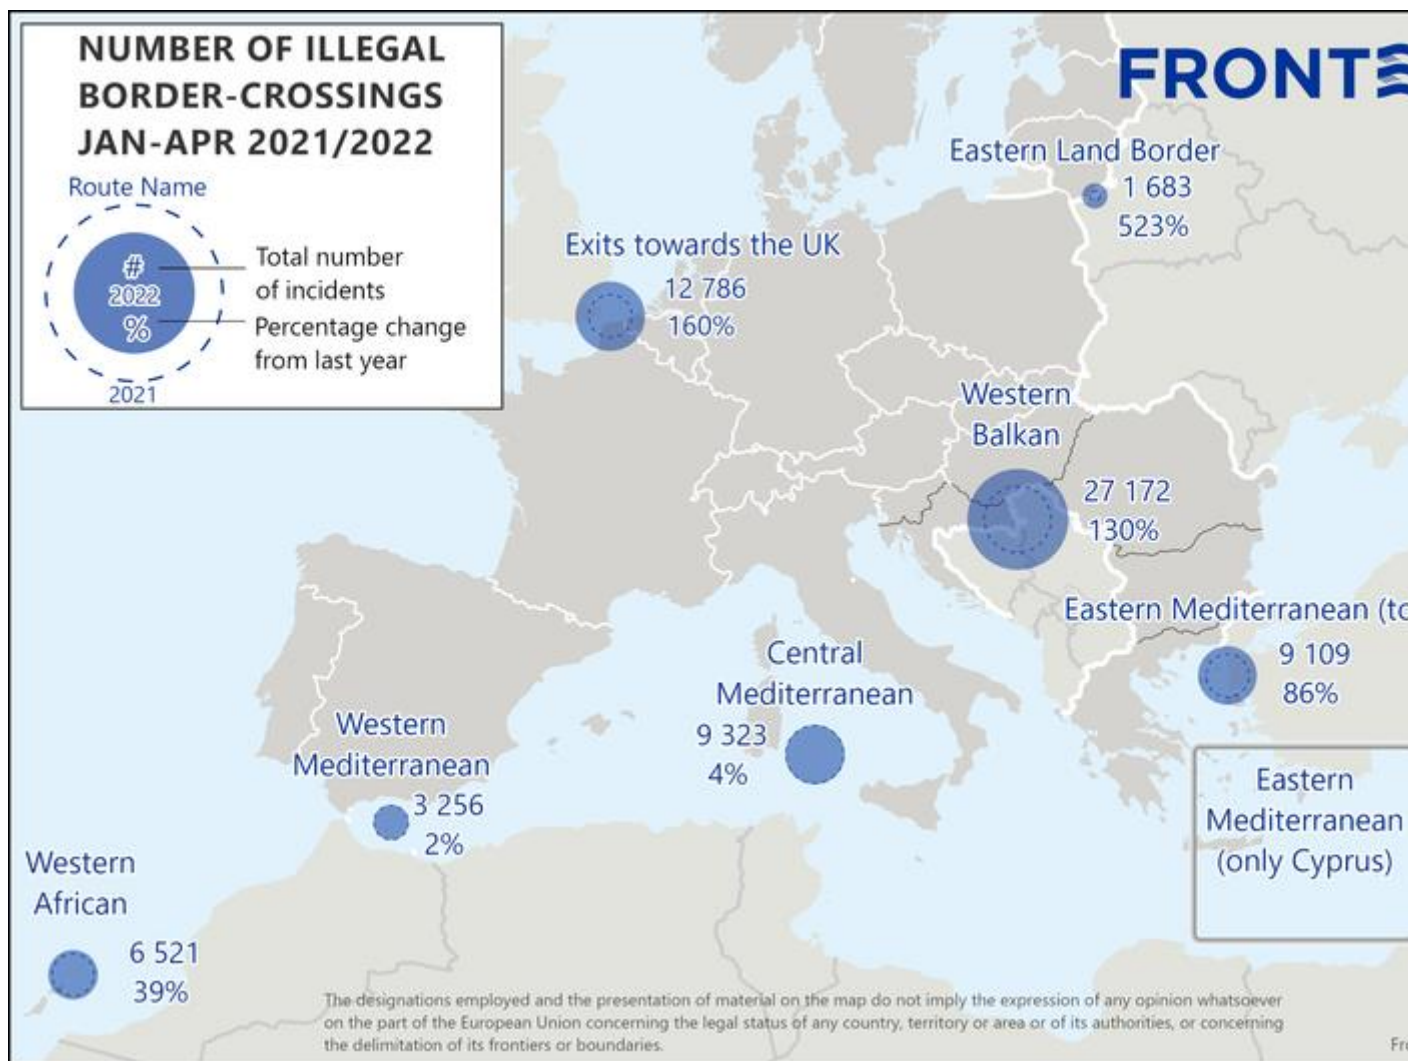 NUMBER OF ILLEGAL
BORDER-CROSSINGS
JAN-APR 2021/2022
Route Name
#
2022
%
Total number
of incidents
Percentage change
from last year
2021
FRONTE
Eastern Land Border
1 683
523%
Exits towards the UK
12 786
160%
Western
Balkan
27 172
130%
Eastern Mediterranean (to
9 109
86%
Central
Mediterranean
9 323
4%
Western
Mediterranean
3 256
2%
Eastern
Mediterranean
(only Cyprus)
Western
African
6 521
39%
The designations employed and the presentation of material on the map do not imply the expression of any opinion whatsoever
on the part of the European Union concerning the legal status of any country, territory or area or of its authorities, or concerning
the delimitation of its frontiers or boundaries.
Fro